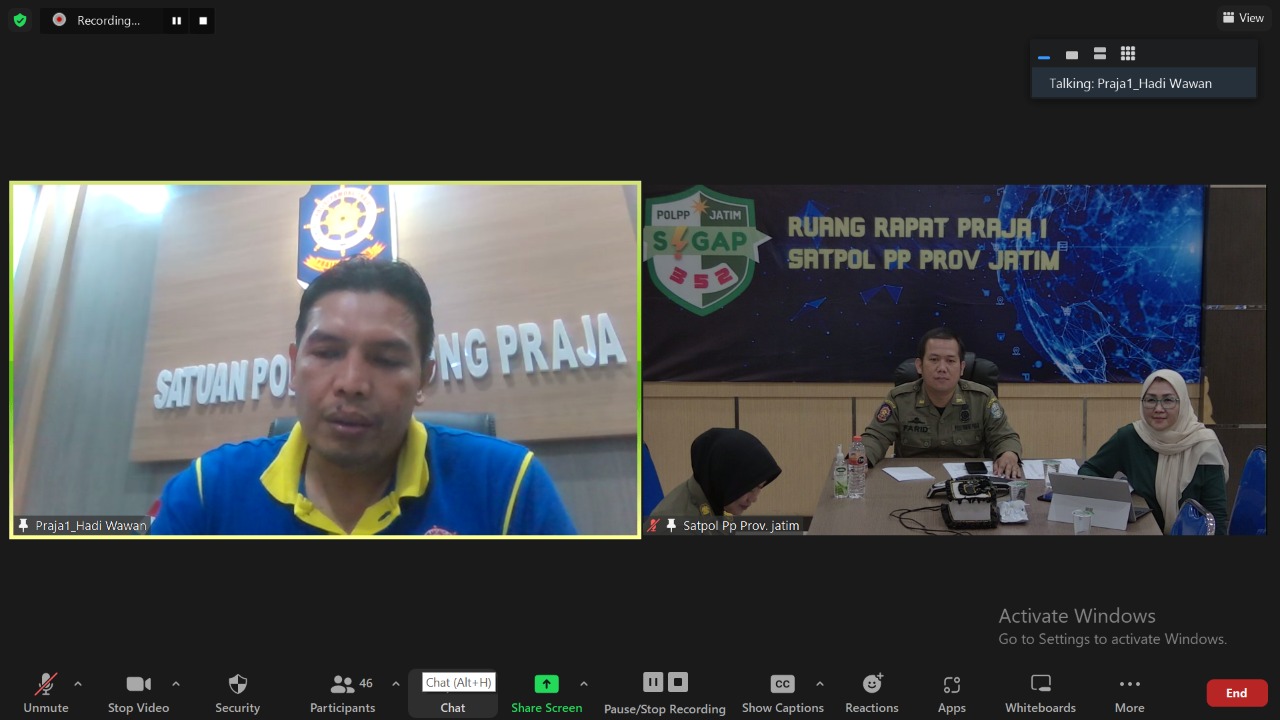 Recording...
View
Talking: Praja1_Hadi Wawan
SATUAN PO NG PRAJA
Praja1_Hadi Wawan
POLPP JATIM
SIGAP
352
RUANG RAPAT PRAJA I
SATPOL PP PROV JATIM
FARID
Satpol Pp Prov. jatim
Activate Windows
Go to Settings to activate Windows.
Unmute
Stop Video
Security
46
Participants
Chat (Alt+H)
Chat
Share Screen
Pause/Stop Recording
CC
Show Captions
Reactions
Apps
Whiteboards
More
End